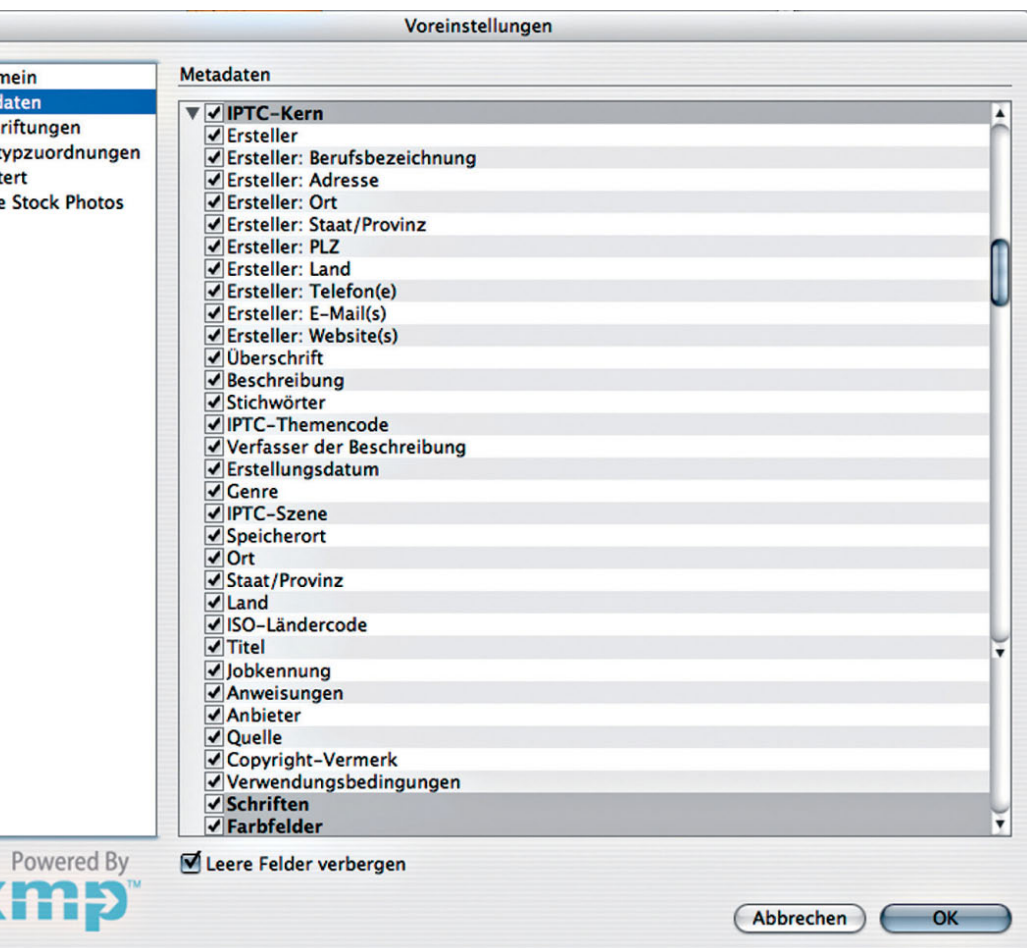 Voreinstellungen
mein
daten
riftungen
typzuordnungen
tert
e Stock Photos
Metadaten
IPTC-Kern
Ersteller
Ersteller: Berufsbezeichnung
Ersteller: Adresse
Ersteller: Ort
Ersteller: Staat/Provinz
Ersteller: PLZ
Ersteller: Land
Ersteller: Telefon(e)
Ersteller: E-Mail(s)
Ersteller: Website(s)
Überschrift
Beschreibung
Stichwörter
IPTC-Themencode
Verfasser der Beschreibung
Erstellungsdatum
Genre
IPTC-Szene
Speicherort
Ort
Staat/Provinz
Land
ISO-Ländercode
Titel
Jobkennung
Anweisungen
Anbieter
Quelle
Copyright-Vermerk
Verwendungsbedingungen
Schriften
Farbfelder
Leere Felder verbergen
Powered By
xmp™
Abbrechen
OK